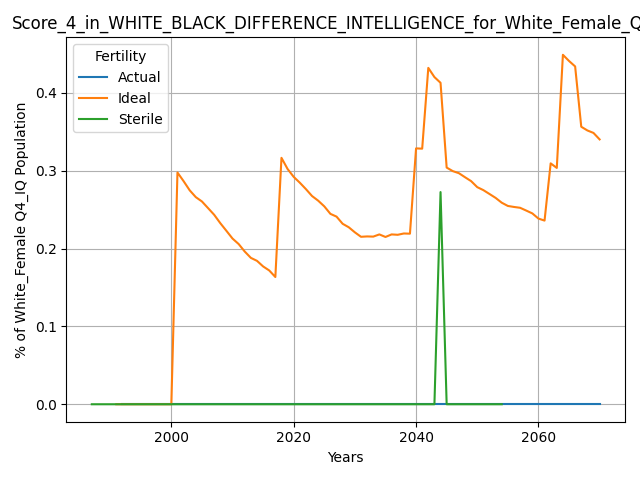 Score_4_in_WHITE_BLACK_DIFFERENCE_INTELLIGENCE_for_White_Female_Q
Fertility
Actual
Ideal
Sterile
% of White_Female Q4_IQ Population
0.4
0.3
0.2
0.1
0.0
2000 2020 2040 2060
Years